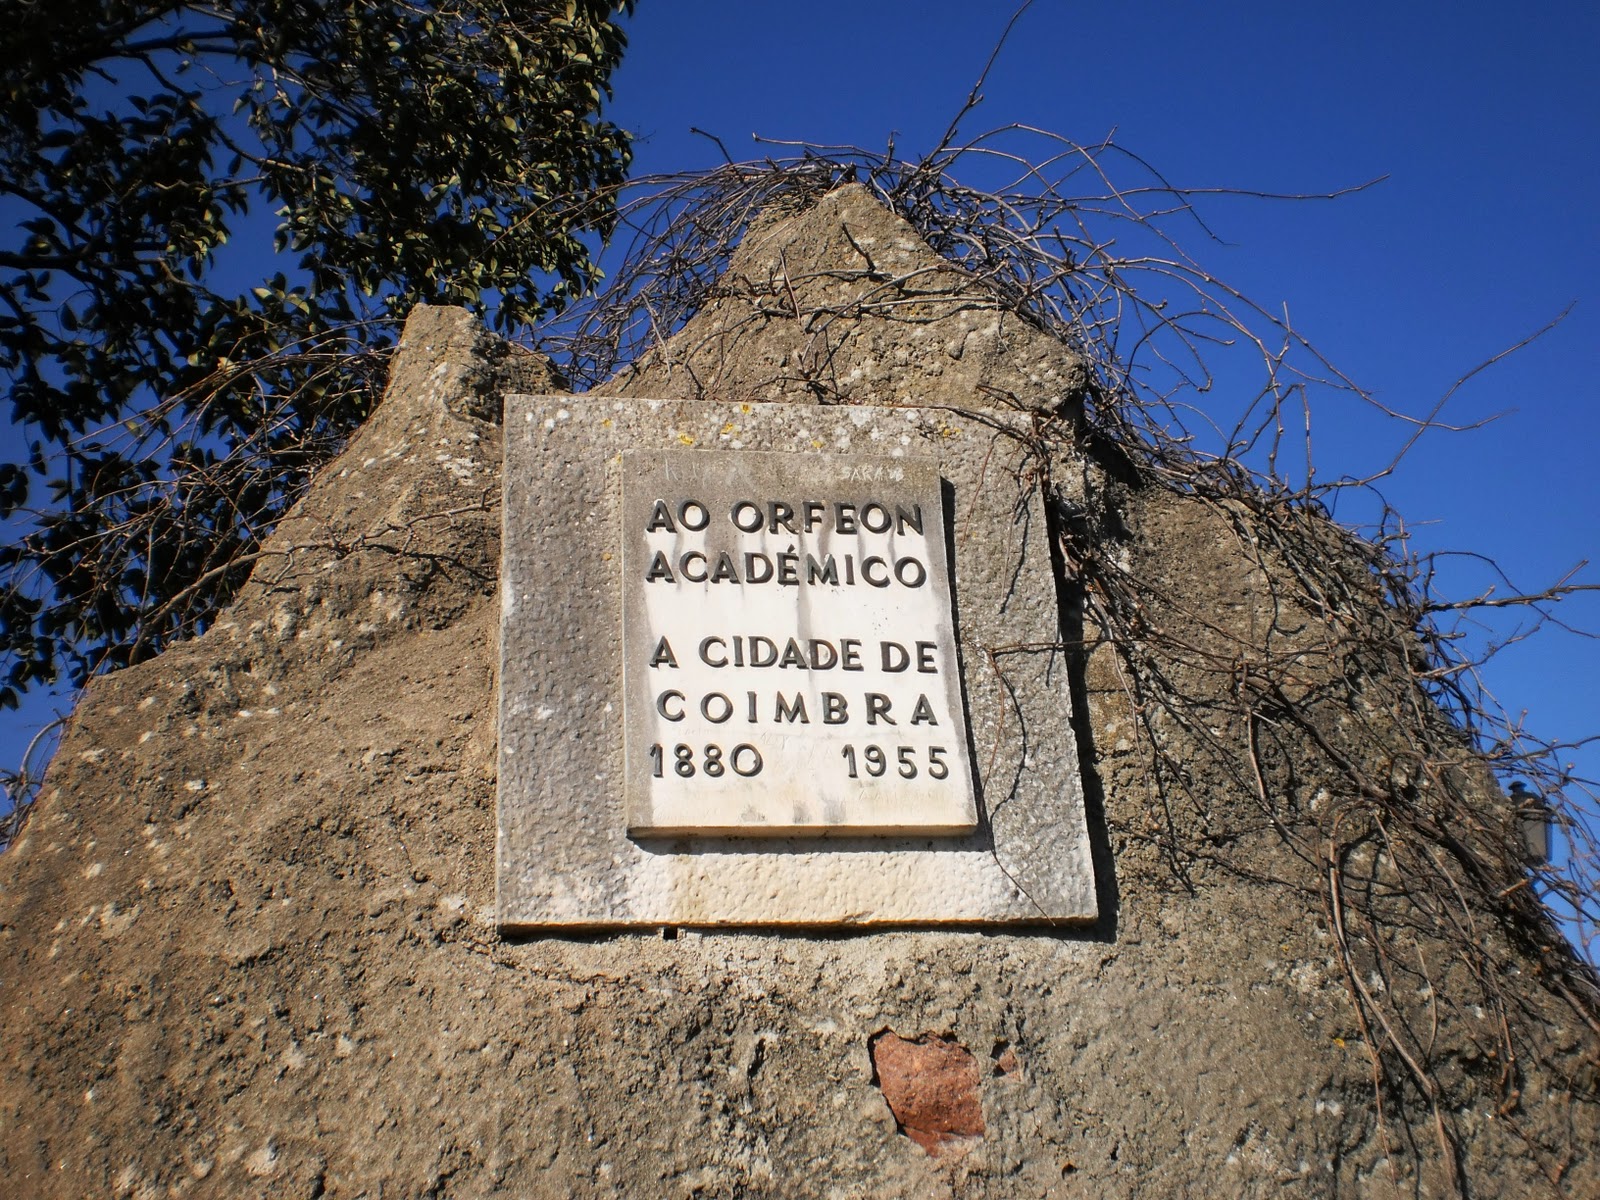 AO ORFEON
ACADÉMICO
A CIDADE DE
COIMBRA
1880 1955